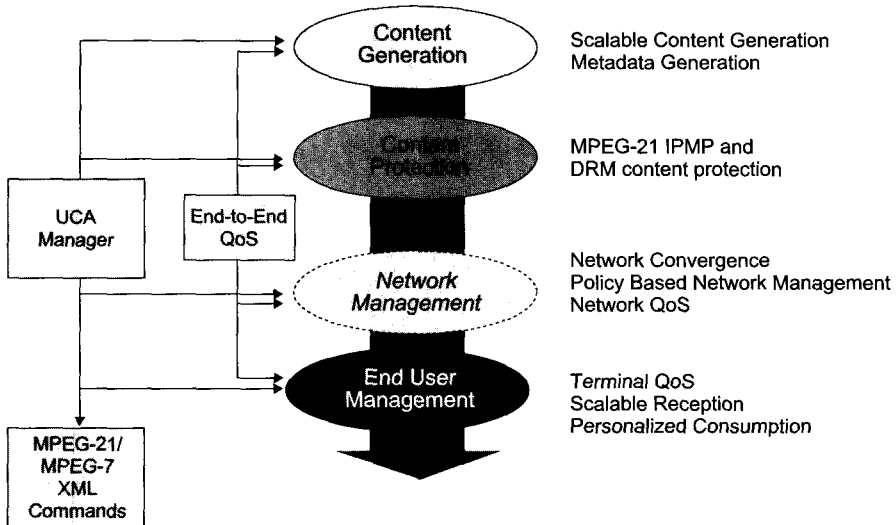 Content
Generation
Scalable Content Generation
Metadata Generation
Content
Protection
MPEG-21 IPMP and
DRM content protection
UCA
Manager
End-to-End
QoS
Network
Management
Network Convergence
Policy Based Network Management
Network QoS
End User
Management
Terminal QoS
Scalable Reception
Personalized Consumption
MPEG-21/
MPEG-7
XML
Commands